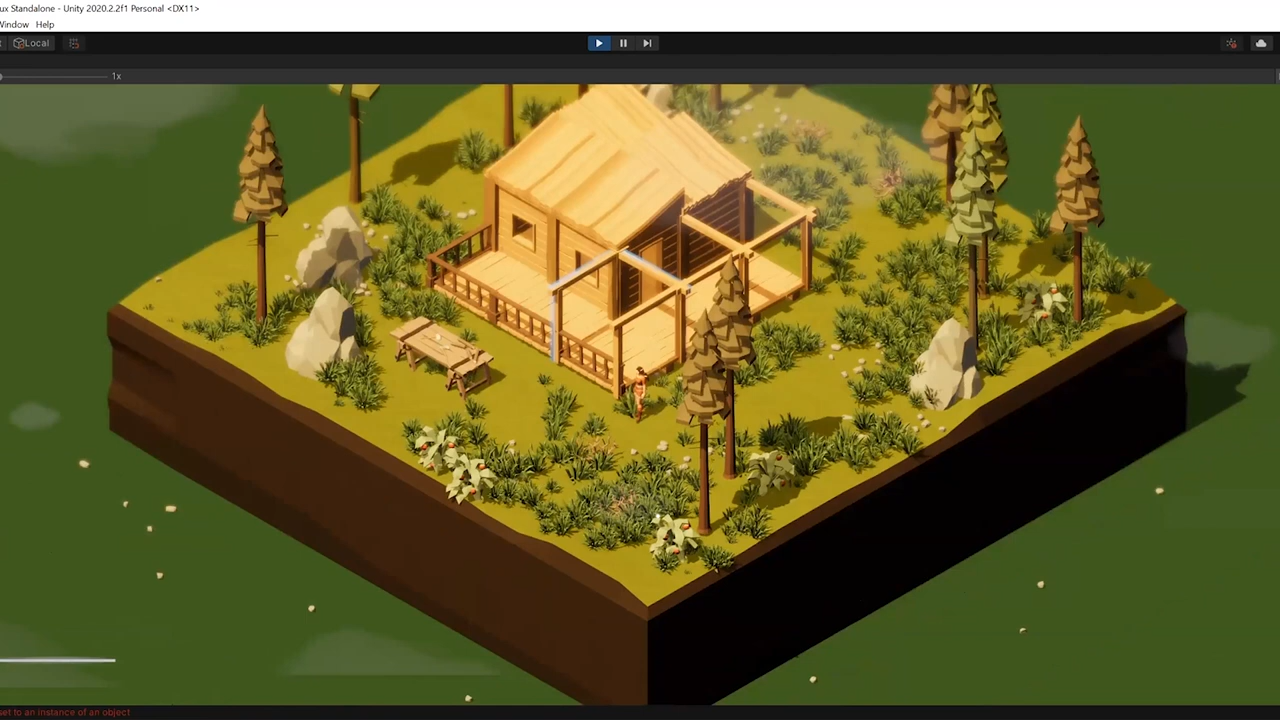 ux Standalone - Unity 2020.2.2f1 Personal <DX11>
Window Help
Local
1x
set to an instance of an object